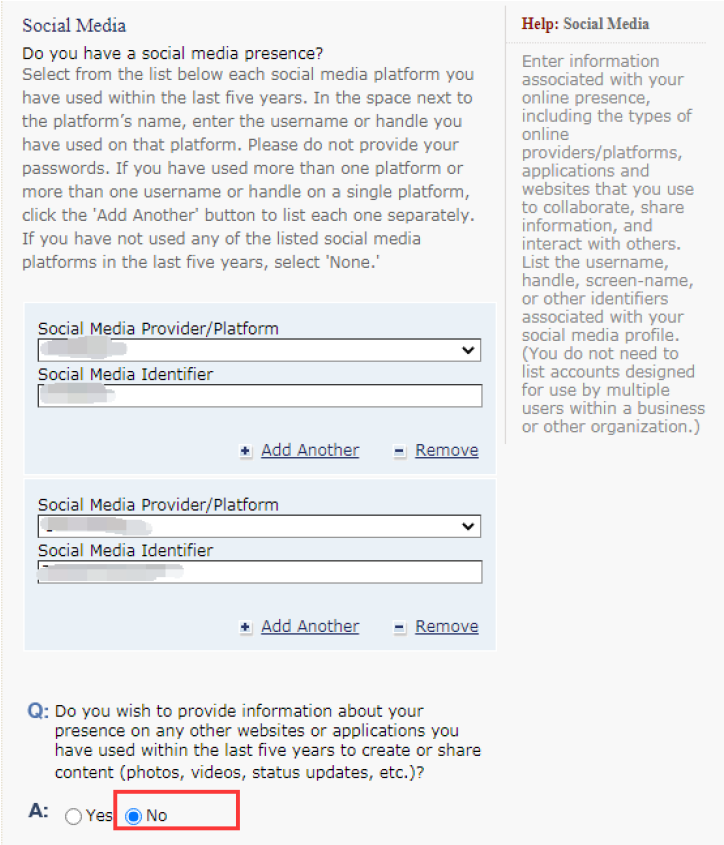 Social Media
Do you have a social media presence?
Select from the list below each social media platform you
have used within the last five years. In the space next to
the platform’s name, enter the username or handle you
have used on that platform. Please do not provide your
passwords. If you have used more than one platform or
more than one username or handle on a single platform,
click the 'Add Another' button to list each one separately.
If you have not used any of the listed social media
platforms in the last five years, select 'None.'
Social Media Provider/Platform
Social Media Identifier
Add Another Remove
Social Media Provider/Platform
Social Media Identifier
Add Another Remove
Q: Do you wish to provide information about your
presence on any other websites or applications you
have used within the last five years to create or share
content (photos, videos, status updates, etc.)?
A: Yes No
Help: Social Media
Enter information
associated with your
online presence,
including the types of
online
providers/platforms,
applications and
websites that you use
to collaborate, share
information, and
interact with others.
List the username,
handle, screen-name,
or other identifiers
associated with your
social media profile.
(You do not need to
list accounts designed
for use by multiple
users within a business
or other organization.)